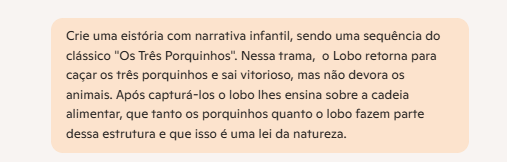 Crie uma eistória com narrativa infantil, sendo uma sequência do
clássico "Os Três Porquinhos". Nessa trama,  o Lobo retorna para
caçar os três porquinhos e sai vitorioso, mas não devora os
animais. Após capturá-los o lobo lhes ensina sobre a cadeia
alimentar, que tanto os porquinhos quanto o lobo fazem parte
dessa estrutura e que isso é uma lei da natureza.